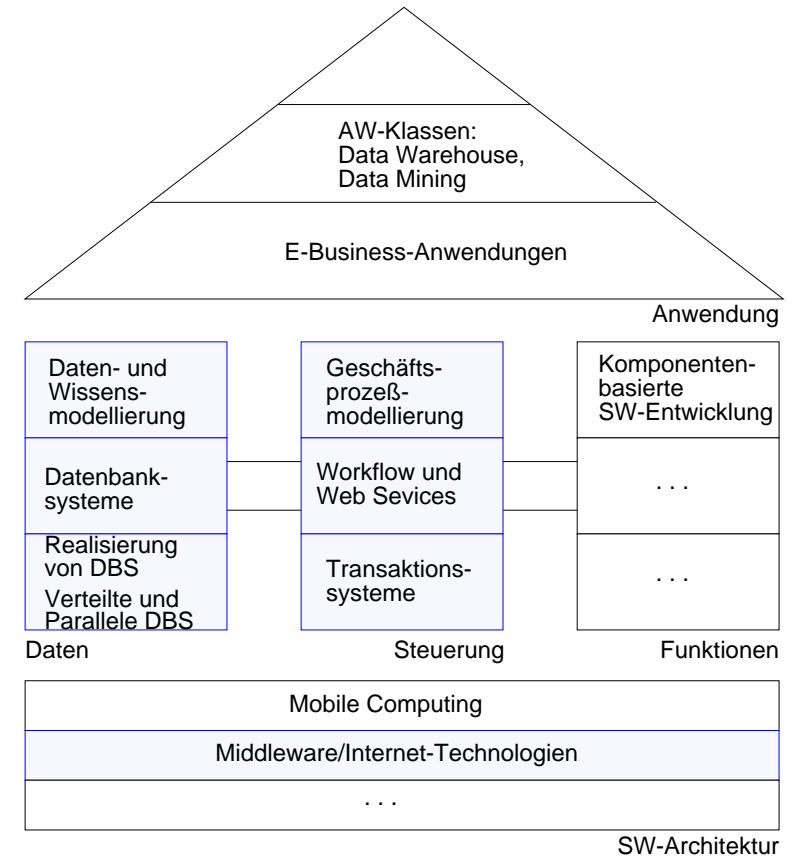 AW-Klassen:
Data Warehouse,
Data Mining
E-Business-Anwendungen
Anwendung
Daten- und
Wissens-
modellierung
Geschäfts-
prozeß-
modellierung
Komponenten-
basierte
SW-Entwicklung
Datenbank-
systeme
Workflow und
Web Sevices
. . .
Realisierung
von DBS
Verteilte und
Parallele DBS
Transaktions-
systeme
. . .
Daten
Steuerung
Funktionen
Mobile Computing
Middleware/Internet-Technologien
. . .
SW-Architektur